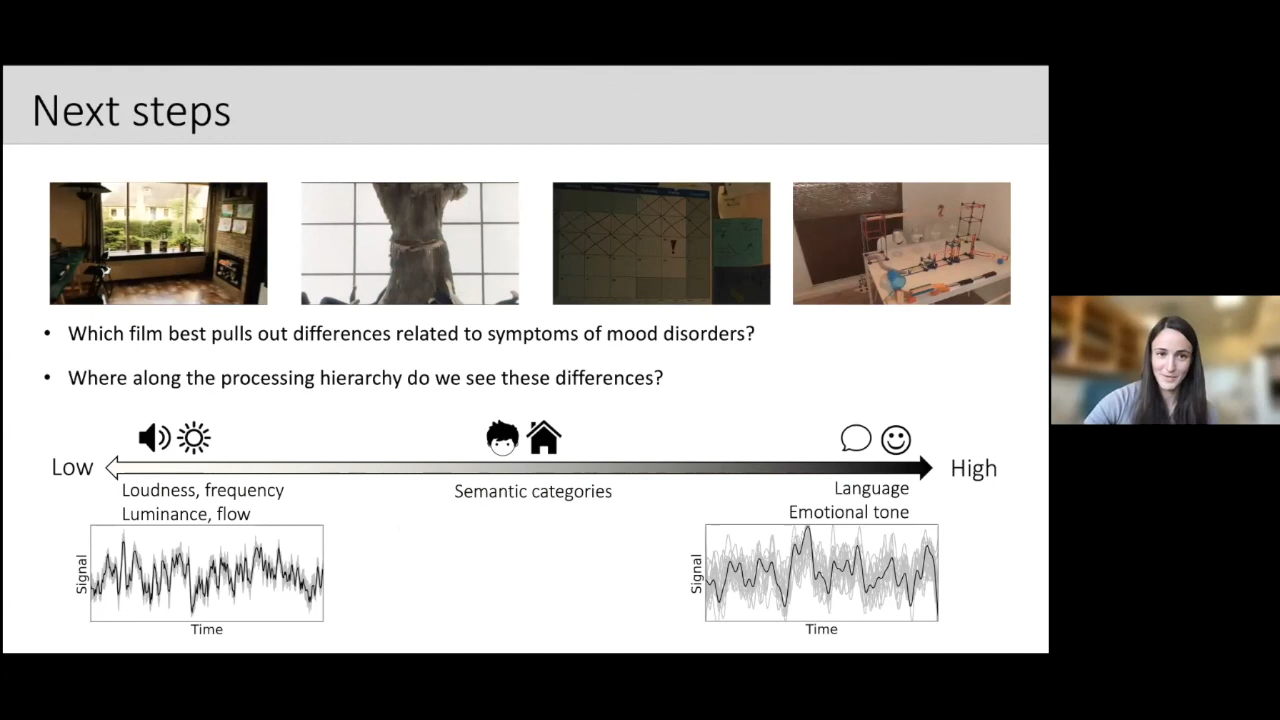 Next steps
• Which film best pulls out differences related to symptoms of mood disorders?
• Where along the processing hierarchy do we see these differences?
Low
High
Loudness, frequency
Luminance, flow
Semantic categories
Language
Emotional tone
Signal
Time
Signal
Time